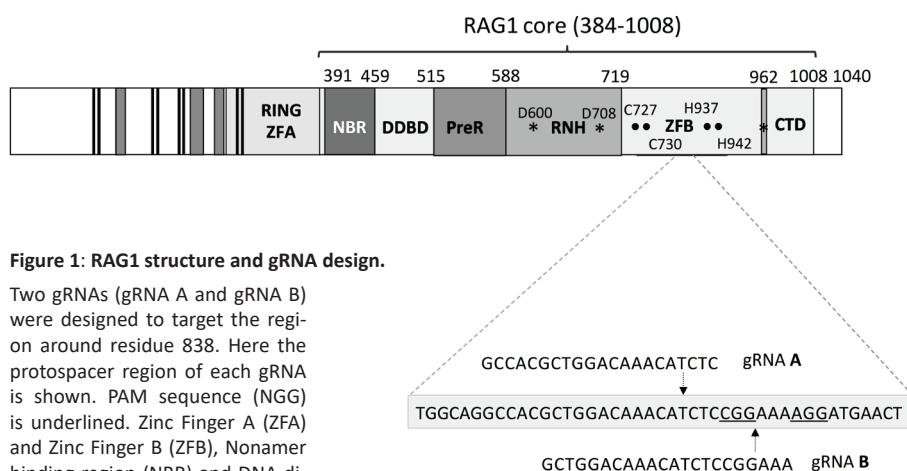 RAG1 core (384-1008)
391 459 515 588 719 962 1008 1040
RING ZFA NBR DDBD PreR D600 * RNH D708 * C727 •• ZFB H937 •• C730 H942 * CTD
Figure 1: RAG1 structure and gRNA design.
Two gRNAs (gRNA A and gRNA B)
were designed to target the regi-
on around residue 838. Here the
protospacer region of each gRNA
is shown. PAM sequence (NGG)
is underlined. Zinc Finger A (ZFA)
and Zinc Finger B (ZFB), Nonamer
GCCACGCTGGACAAACATCTC gRNA A
TGGCAGGCCACGCTGGACAAACATCTCCGGAAAAGGATGAACT
GCTGGACAAACATCTCCGGAAA gRNA B